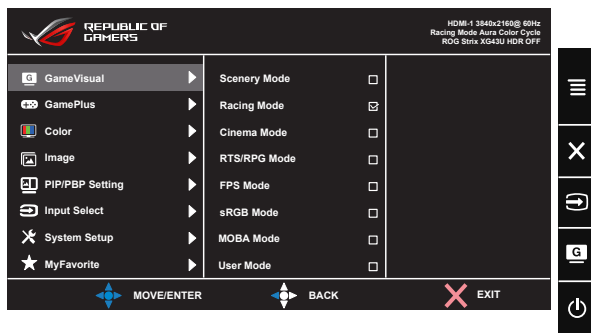 REPUBLIC OF
GAMERS
HDMI-1 3840x2160@ 60Hz
Racing Mode Aura Color Cycle
ROG Strix XG43U HDR OFF
G GameVisual
GamePlus
Color
Image
PIP/PBP Setting
Input Select
System Setup
MyFavorite
Scenery Mode
Racing Mode
Cinema Mode
RTS/RPG Mode
FPS Mode
sRGB Mode
MOBA Mode
User Mode
G
MOVE/ENTER
BACK
EXIT